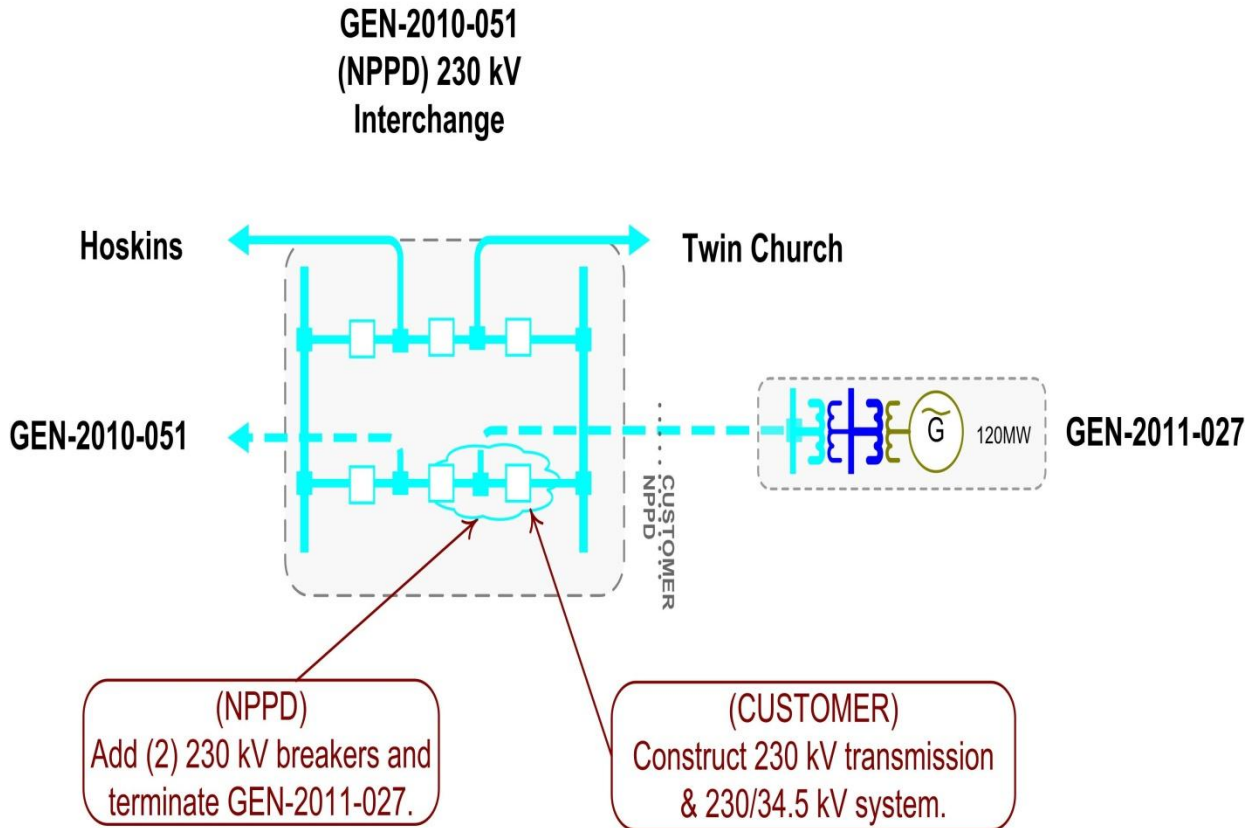 GEN-2010-051
(NPPD) 230 kV
Interchange
Hoskins
Twin Church
GEN-2010-051
G
120MW
GEN-2011-027
CUSTOMER
NPPD
(NPPD)
Add (2) 230 kV breakers and
terminate GEN-2011-027.
(CUSTOMER)
Construct 230 kV transmission
& 230/34.5 kV system.